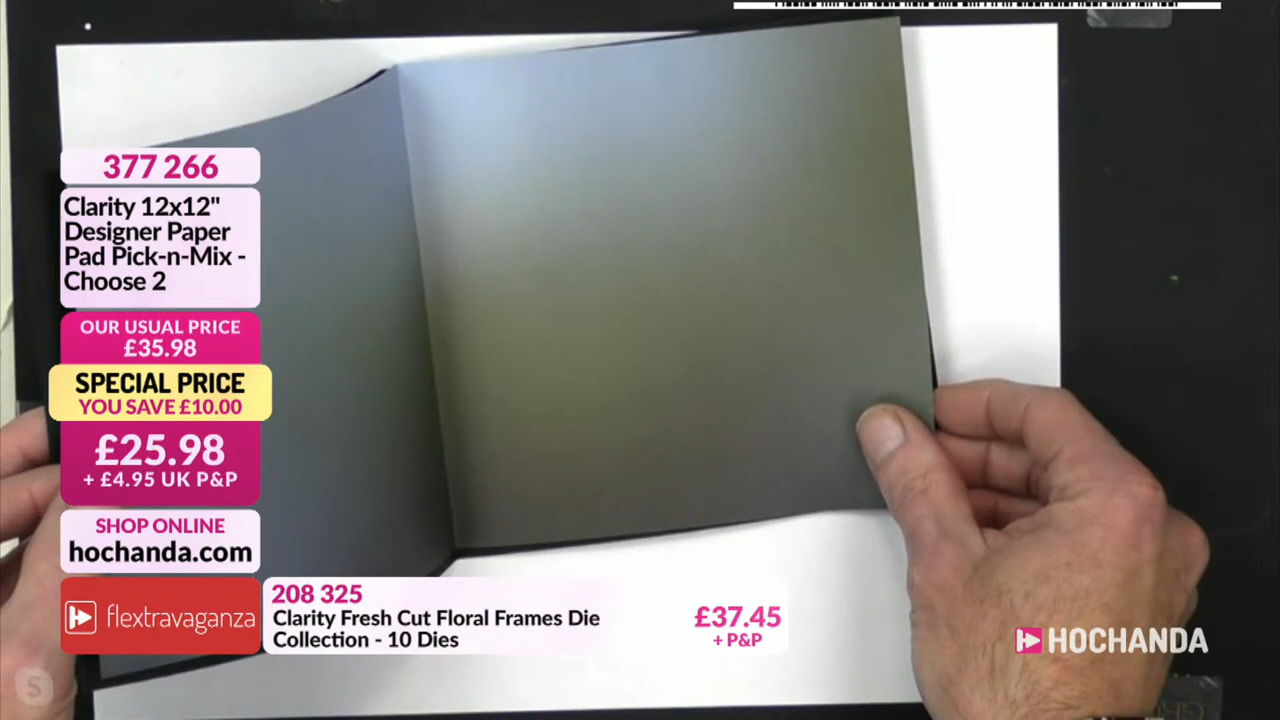 377 266
Clarity 12x12"
Designer Paper
Pad Pick-n-Mix -
Choose 2
OUR USUAL PRICE
£35.98
SPECIAL PRICE
YOU SAVE £10.00
£25.98
+ £4.95 UK P&P
SHOP ONLINE
hochanda.com
flextravaganza
208 325
Clarity Fresh Cut Floral Frames Die
Collection - 10 Dies
£37.45
+ P&P
HOCHANDA
S